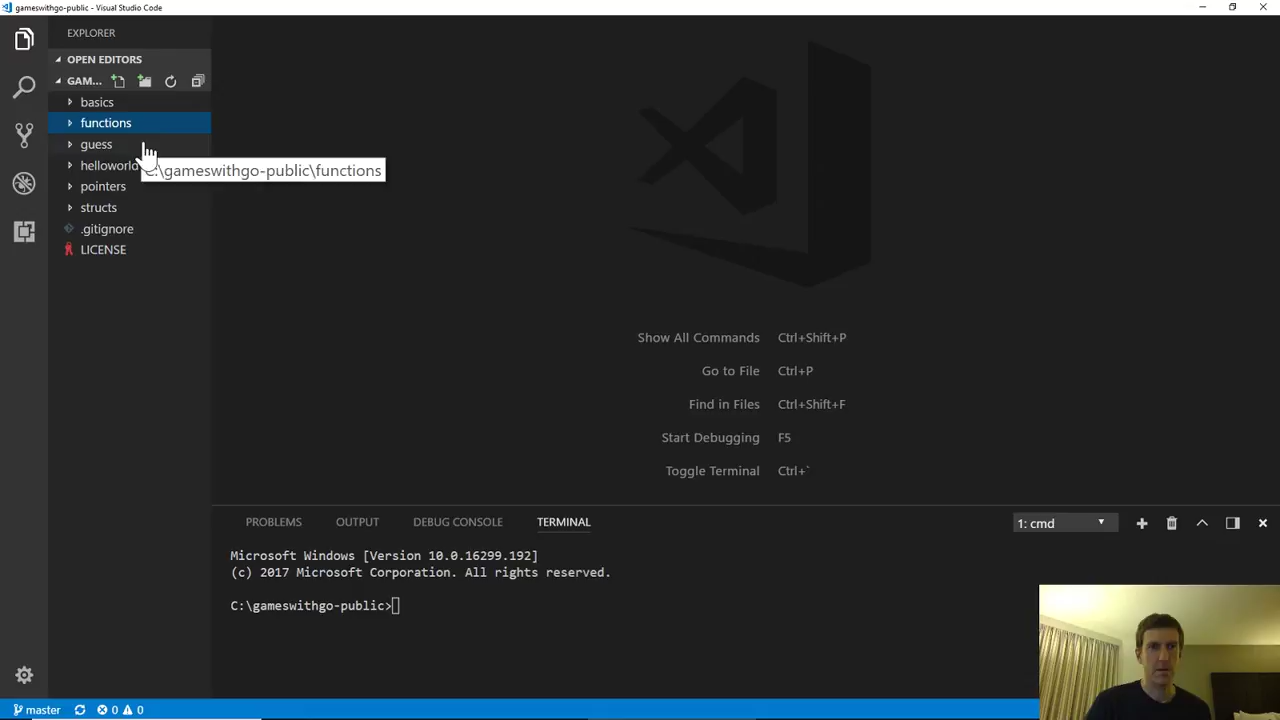 gameswithgo-public - Visual Studio Code
EXPLORER
OPEN EDITORS
GAM...
basics
functions
guess
helloworld
:\gameswithgo-public\functions
pointers
structs
.gitignore
LICENSE
Show All Commands Ctrl+Shift+P
Go to File Ctrl+P
Find in Files Ctrl+Shift+F
Start Debugging F5
Toggle Terminal Ctrl+`
PROBLEMS OUTPUT DEBUG CONSOLE TERMINAL 1: cmd
Microsoft Windows [Version 10.0.16299.192]
(c) 2017 Microsoft Corporation. All rights reserved.
C:\gameswithgo-public>
master 0 0